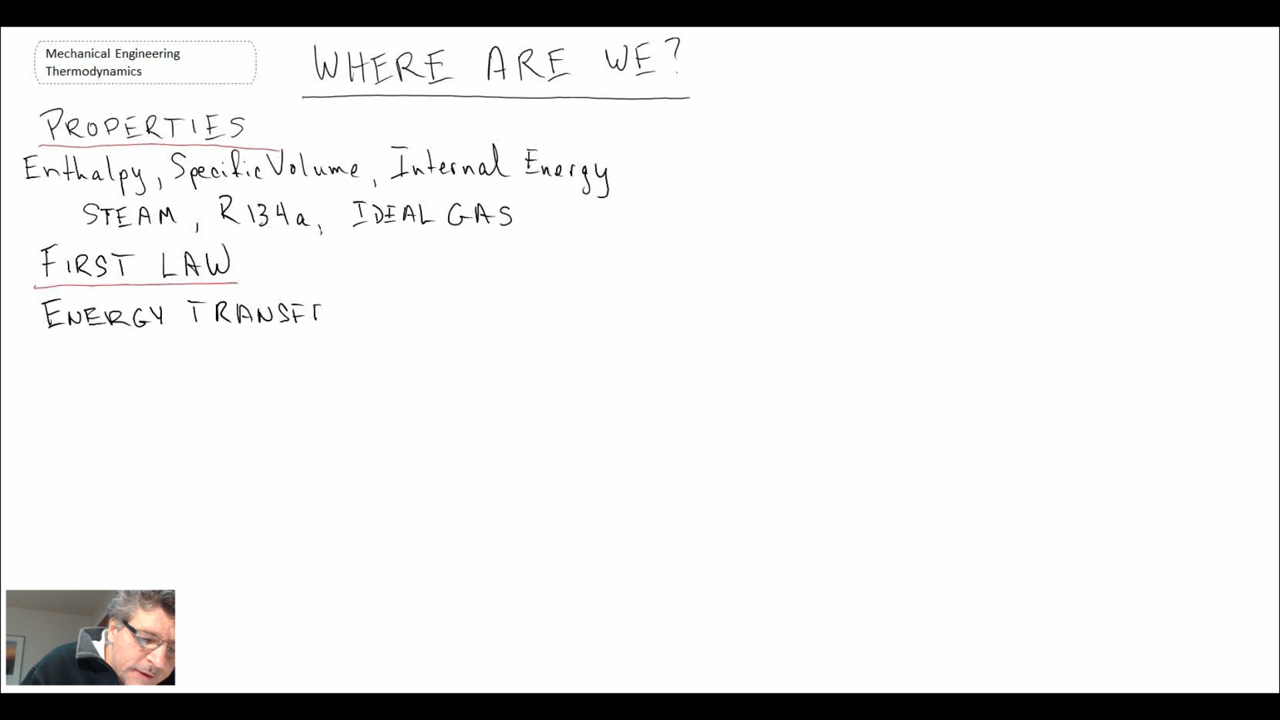 Mechanical Engineering
Thermodynamics
WHERE ARE WE?
PROPERTIES
Enthalpy, Specific Volume, Internal Energy
STEAM, R134a, IDEAL GAS
FIRST LAW
ENERGY TRANSF